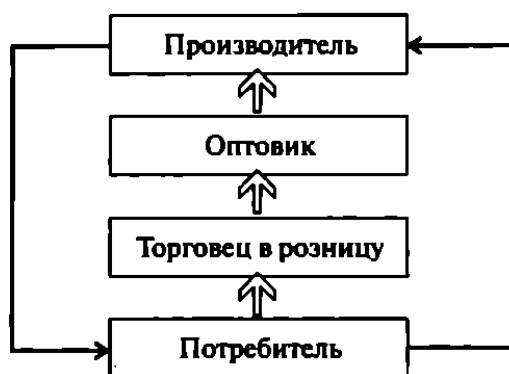 Производитель
Оптовик
Торговец в розницу
Потребитель